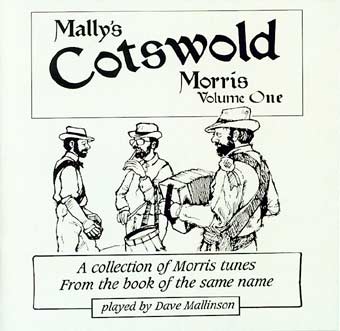 Mally's
Cotswold
Morris
Volume One
A collection of Morris tunes
From the book of the same name
played by Dave Mallinson